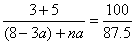 (3+5)/((8-3a)+na) = 100/87.5